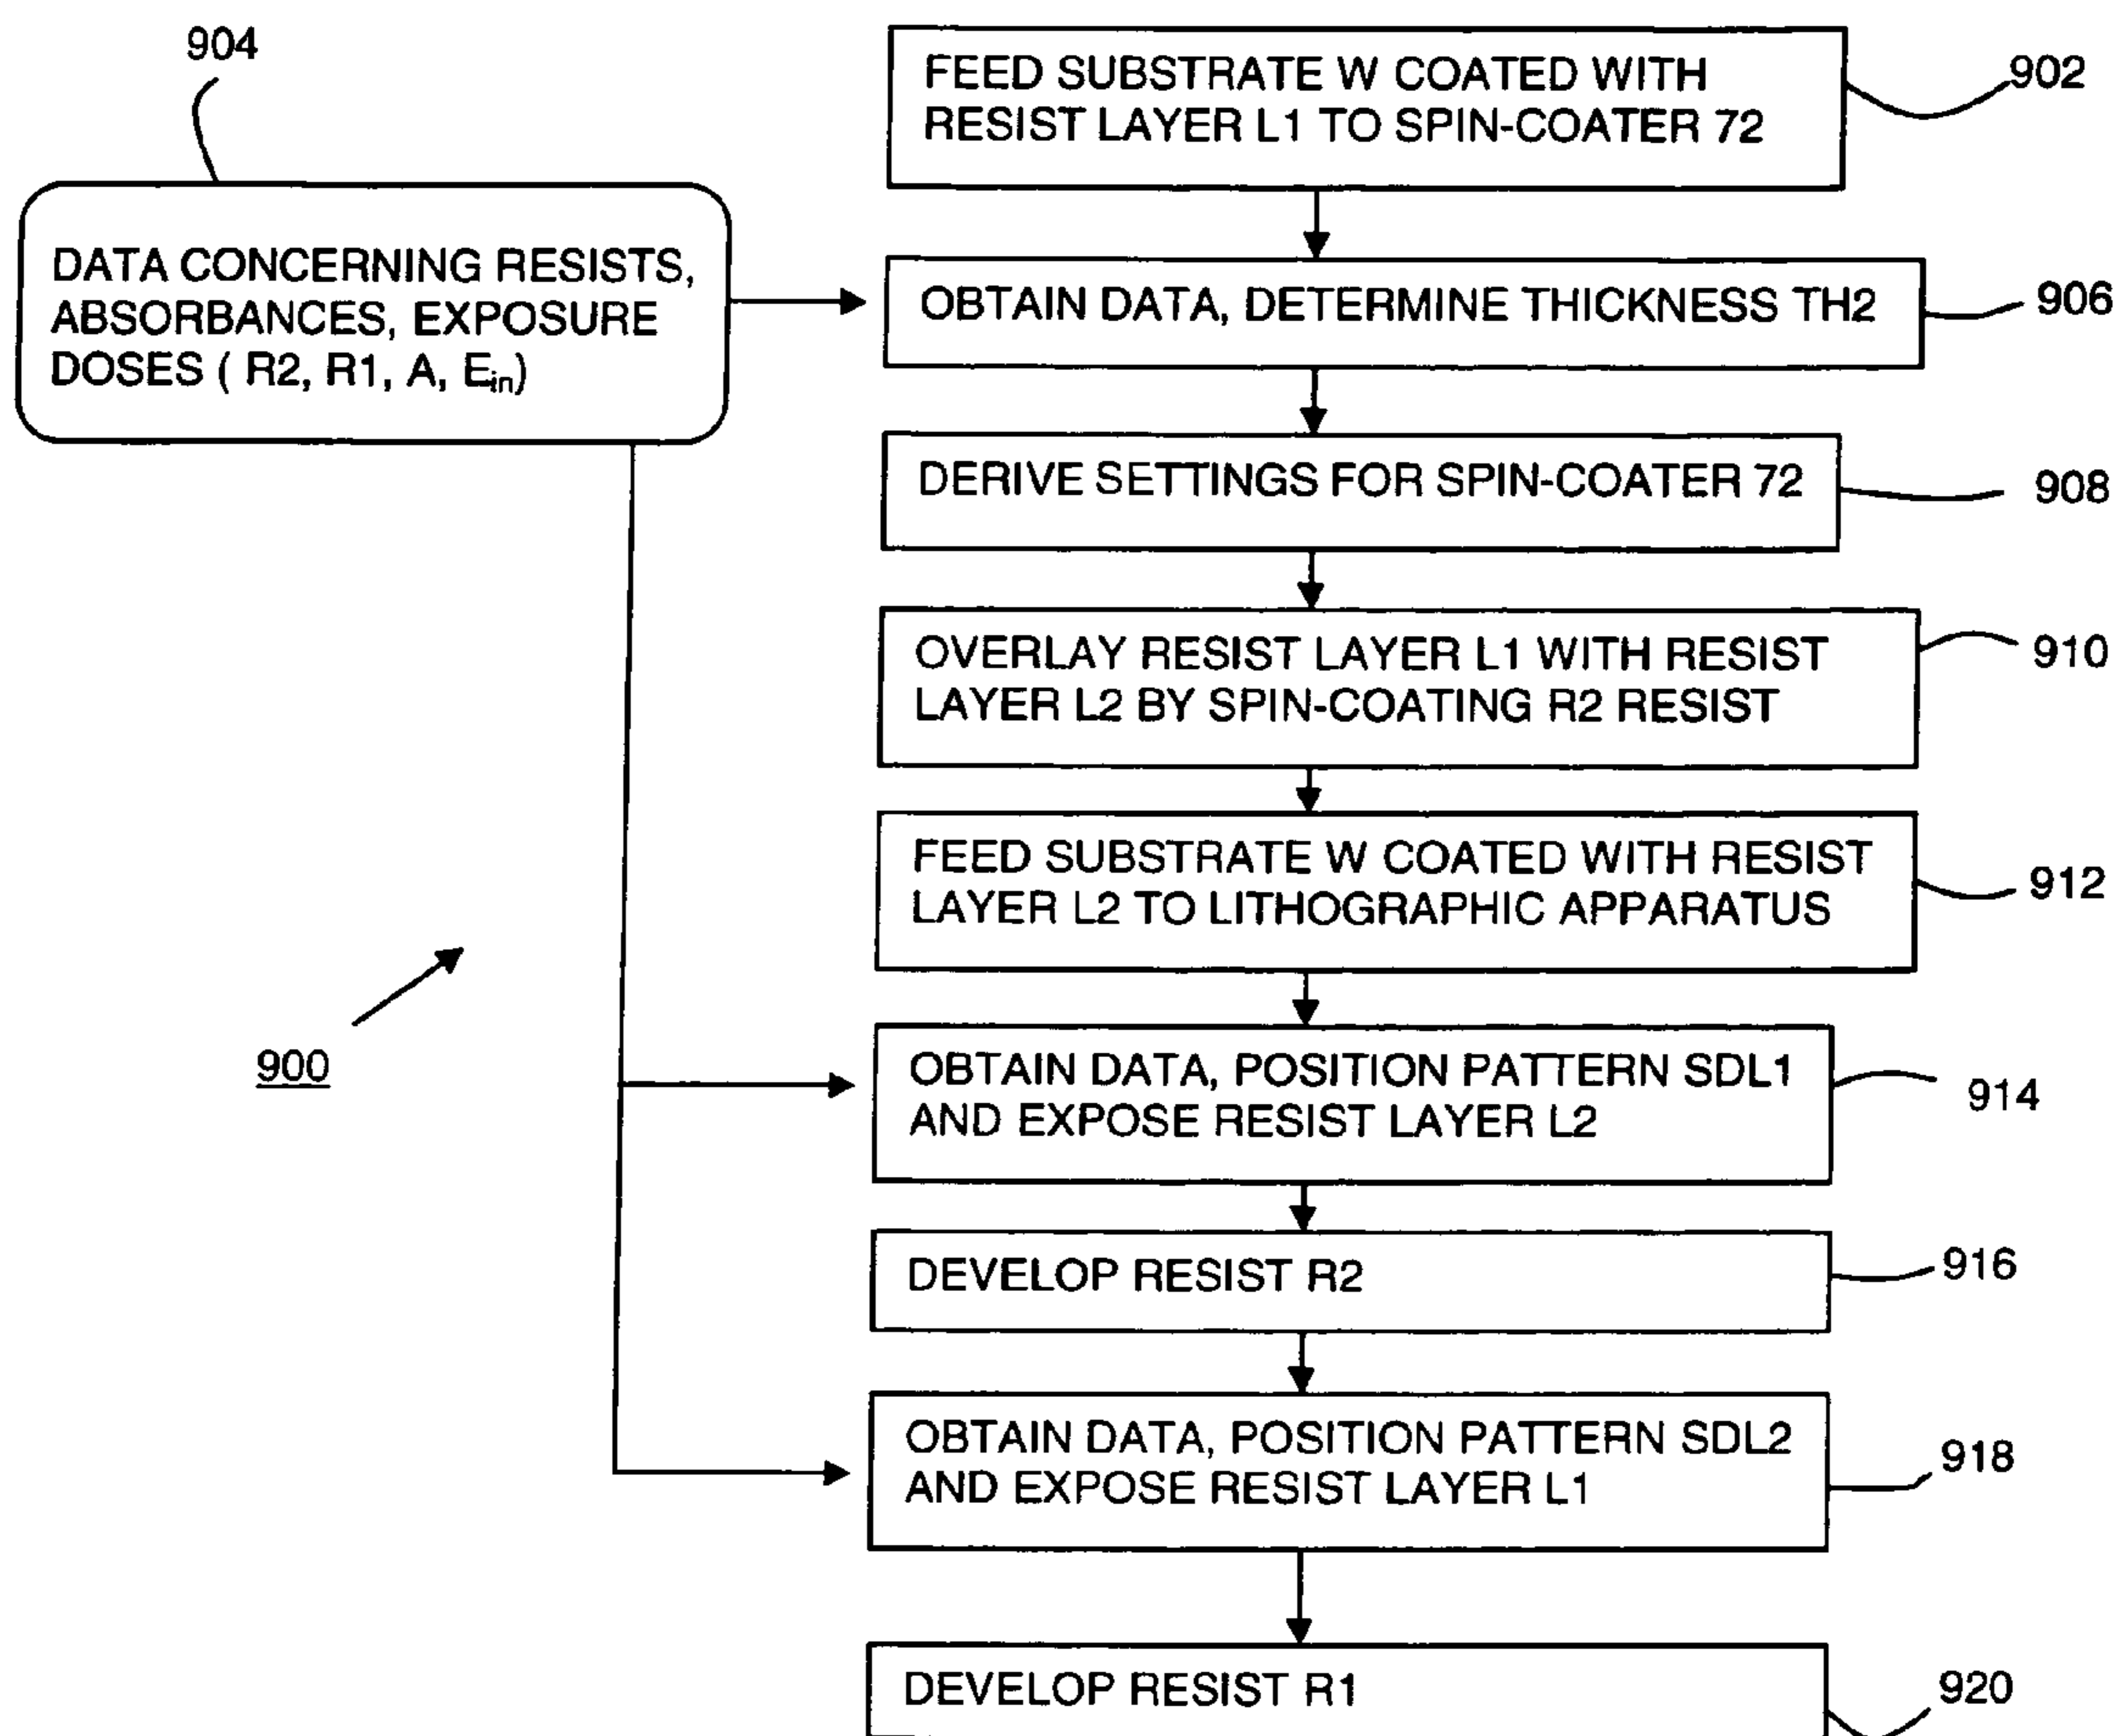 904
FEED SUBSTRATE W COATED WITH
RESIST LAYER L1 TO SPIN-COATER 72
902
DATA CONCERNING RESISTS,
ABSORBANCES, EXPOSURE
DOSES ( R2, R1, A, Ein)
OBTAIN DATA, DETERMINE THICKNESS TH2
906
DERIVE SETTINGS FOR SPIN-COATER 72
908
OVERLAY RESIST LAYER L1 WITH RESIST
LAYER L2 BY SPIN-COATING R2 RESIST
910
FEED SUBSTRATE W COATED WITH RESIST
LAYER L2 TO LITHOGRAPHIC APPARATUS
912
900
OBTAIN DATA, POSITION PATTERN SDL1
AND EXPOSE RESIST LAYER L2
914
DEVELOP RESIST R2
916
OBTAIN DATA, POSITION PATTERN SDL2
AND EXPOSE RESIST LAYER L1
918
DEVELOP RESIST R1
920